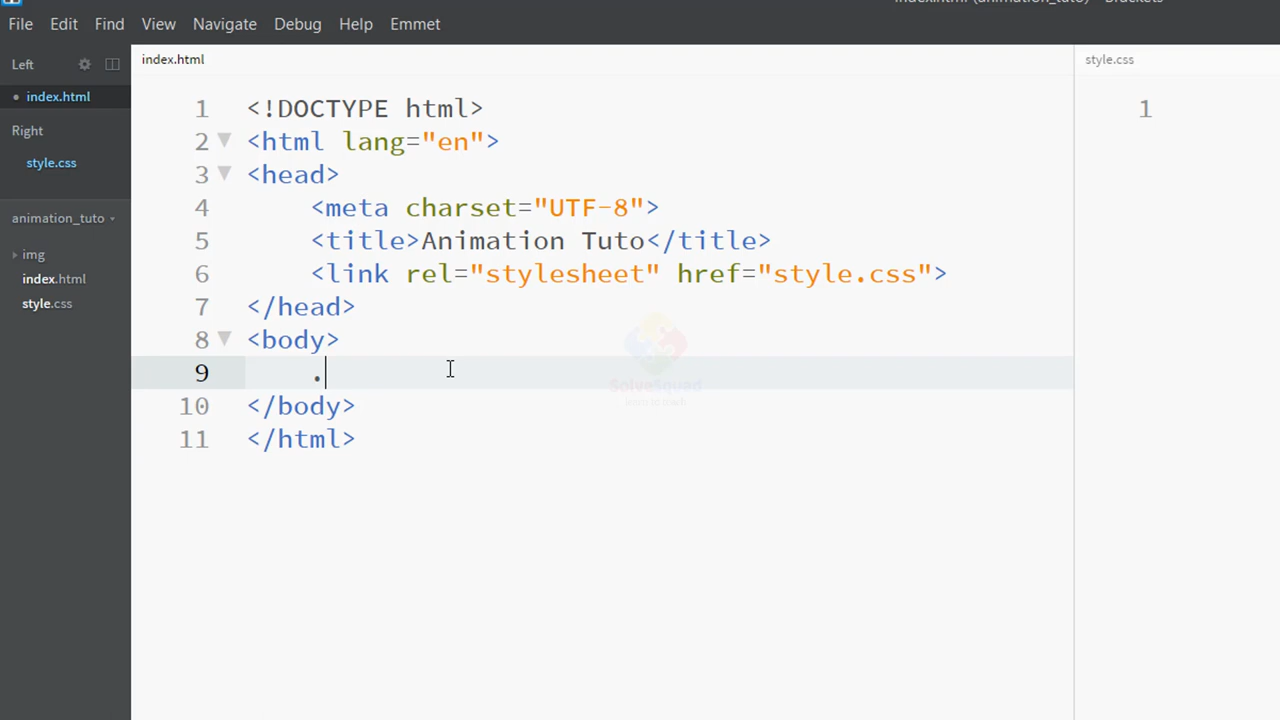 File Edit Find View Navigate Debug Help Emmet
Left
index.html
Right
style.css
animation_tuto
img
index.html
style.css
index.html
1 <!DOCTYPE html>
2 <html lang="en">
3 <head>
4 <meta charset="UTF-8">
5 <title>Animation Tuto</title>
6 <link rel="stylesheet" href="style.css">
7 </head>
8 <body>
9 .
10 </body>
11 </html>
style.css
1
SolveSquad